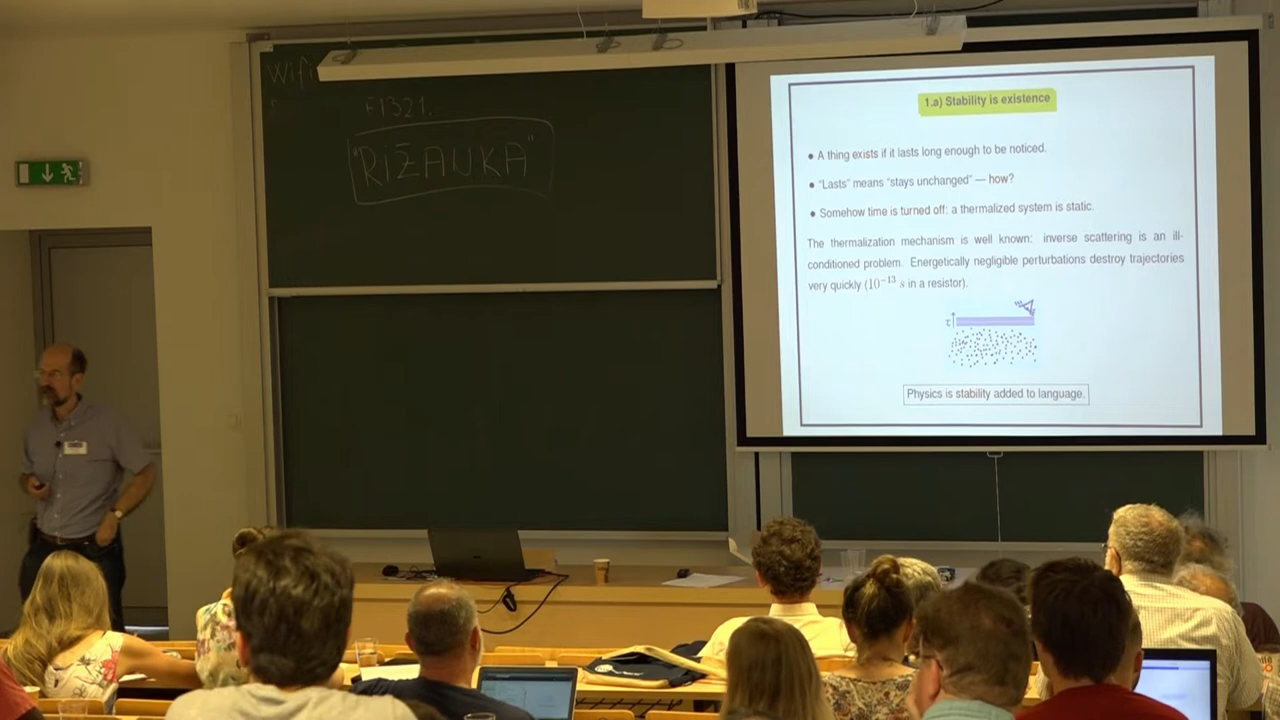 Wifi
F1321.
"RIŽAUKA"
1.a) Stability is existence
• A thing exists if it lasts long enough to be noticed.
• “Lasts” means “stays unchanged” — how?
• Somehow time is turned off: a thermalized system is static.
The thermalization mechanism is well known: inverse scattering is an ill-
conditioned problem. Energetically negligible perturbations destroy trajectories
very quickly (10⁻¹³ s in a resistor).
τ
Physics is stability added to language.